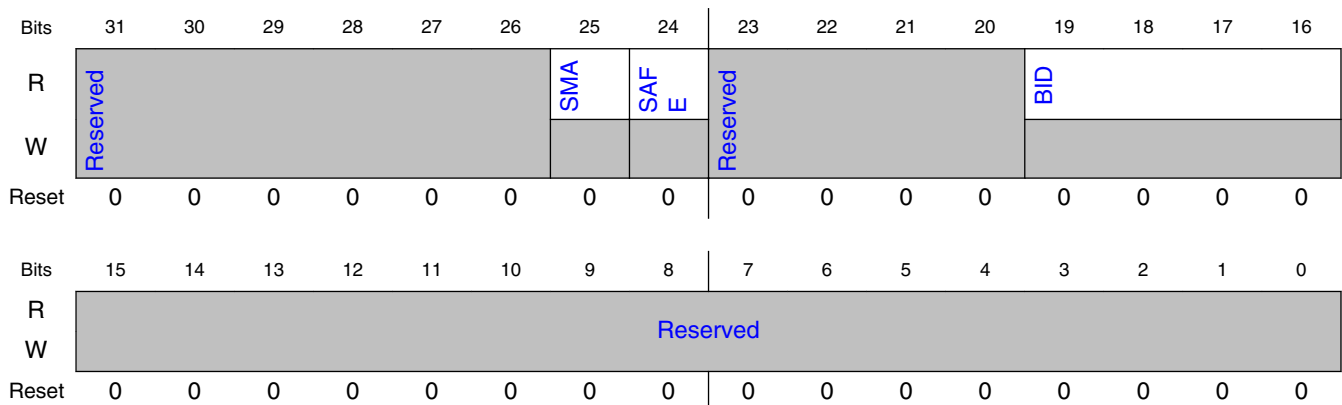 Bits 31 30 29 28 27 26 25 24 23 22 21 20 19 18 17 16
R Reserved SMA SAF E Reserved BID
W
Reset 0 0 0 0 0 0 0 0 0 0 0 0 0 0 0 0
Bits 15 14 13 12 11 10 9 8 7 6 5 4 3 2 1 0
R
Reserved
W
Reset 0 0 0 0 0 0 0 0 0 0 0 0 0 0 0 0